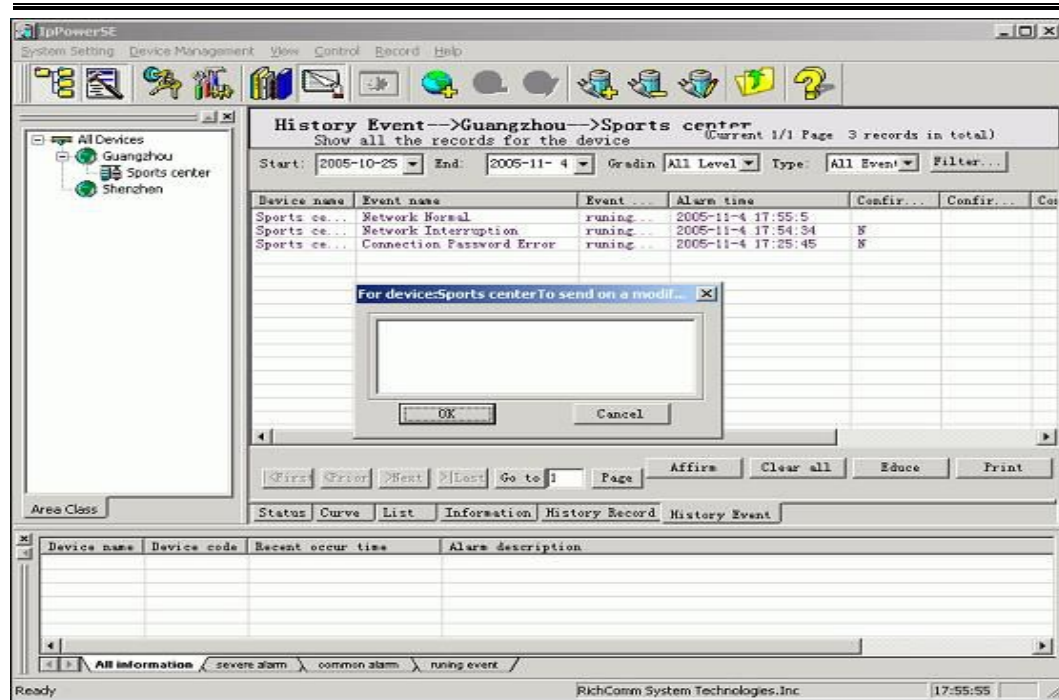 IpPowerSE
System Setting Device Management View Control Record Help
All Devices
Guangzhou
Sports center
Shenzhen
Area Class
History Event-->Guangzhou-->Sports center
Show all the records for the device (Current 1/1 Page 3 records in total)
Start: 2005-10-25 End: 2005-11- 4 Gradin All Level Type: All Event Filter...
Device name Event name Event ... Alarm time Confir... Confir... Con
Sports ce... Network Normal runing... 2005-11-4 17:55:5
Sports ce... Network Interruption runing... 2005-11-4 17:54:34 N
Sports ce... Connection Password Error runing... 2005-11-4 17:25:45 N
For device:Sports centerTo send on a modif...
OK Cancel
<First <Prior >Next >|Last Go to 1 Page Affirm Clear all Educe Print
Status Curve List Information History Record History Event
Device name Device code Recent occur time Alarm description
All information severe alarm common alarm runing event
Ready RichComm System Technologies.Inc 17:55:55